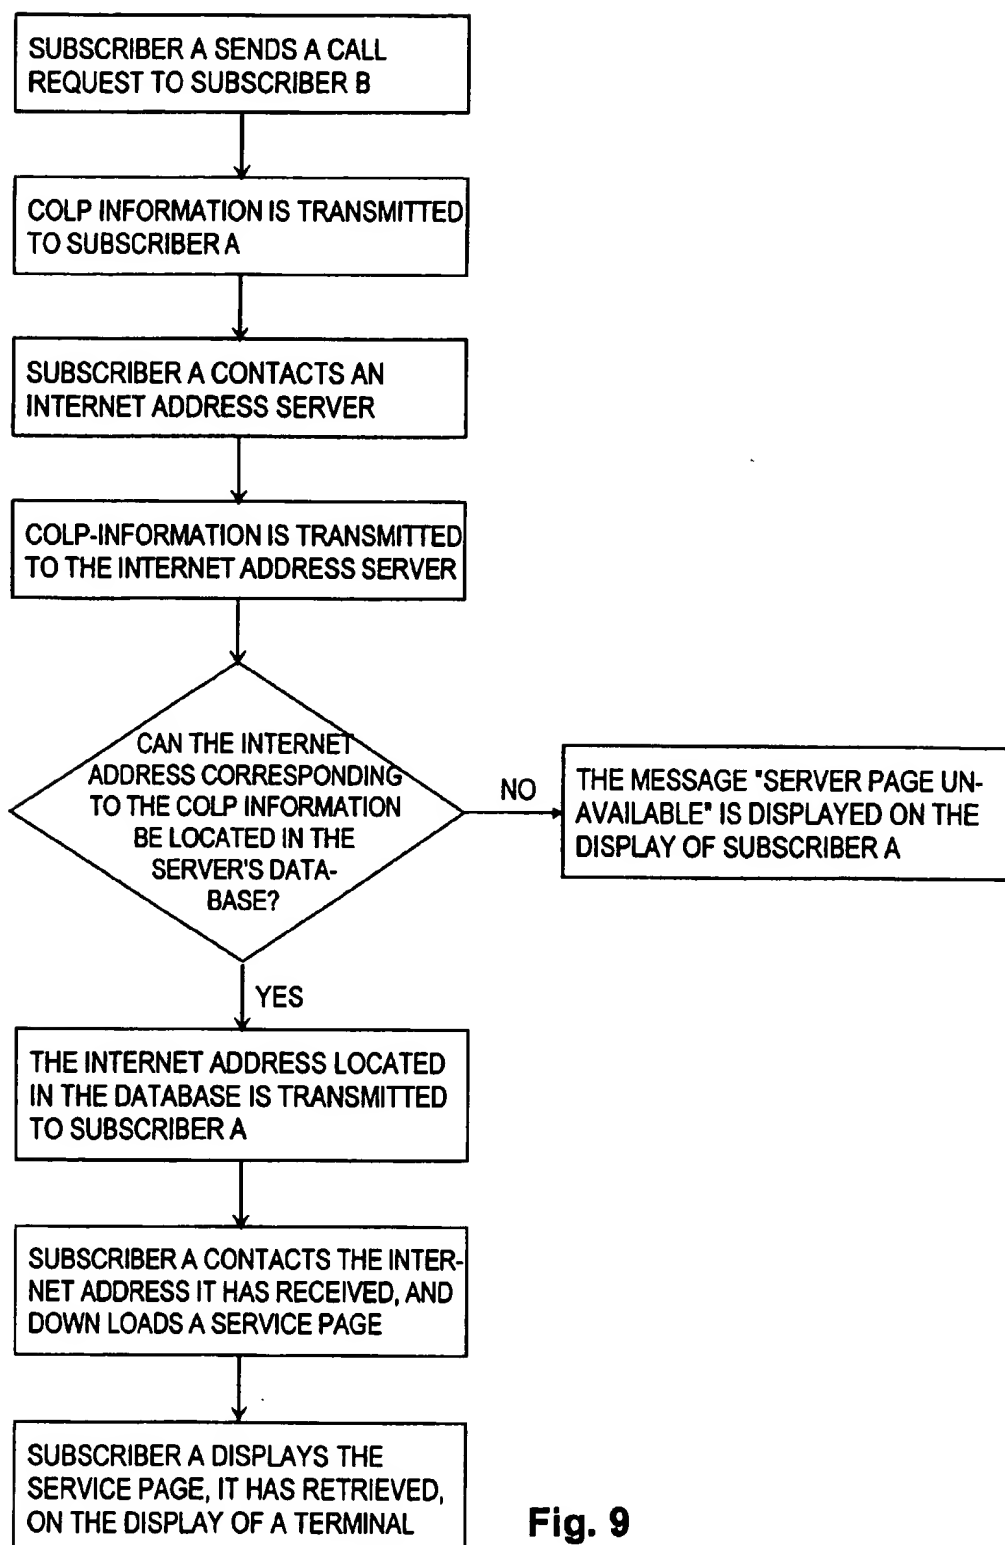 SUBSCRIBER A SENDS A CALL
REQUEST TO SUBSCRIBER B
COLP INFORMATION IS TRANSMITTED
TO SUBSCRIBER A
SUBSCRIBER A CONTACTS AN
INTERNET ADDRESS SERVER
COLP-INFORMATION IS TRANSMITTED
TO THE INTERNET ADDRESS SERVER
CAN THE INTERNET
ADDRESS CORRESPONDING
TO THE COLP INFORMATION
BE LOCATED IN THE
SERVER'S DATA-
BASE?
NO
THE MESSAGE "SERVER PAGE UN-
AVAILABLE" IS DISPLAYED ON THE
DISPLAY OF SUBSCRIBER A
YES
THE INTERNET ADDRESS LOCATED
IN THE DATABASE IS TRANSMITTED
TO SUBSCRIBER A
SUBSCRIBER A CONTACTS THE INTER-
NET ADDRESS IT HAS RECEIVED, AND
DOWN LOADS A SERVICE PAGE
SUBSCRIBER A DISPLAYS THE
SERVICE PAGE, IT HAS RETRIEVED,
ON THE DISPLAY OF A TERMINAL
Fig. 9